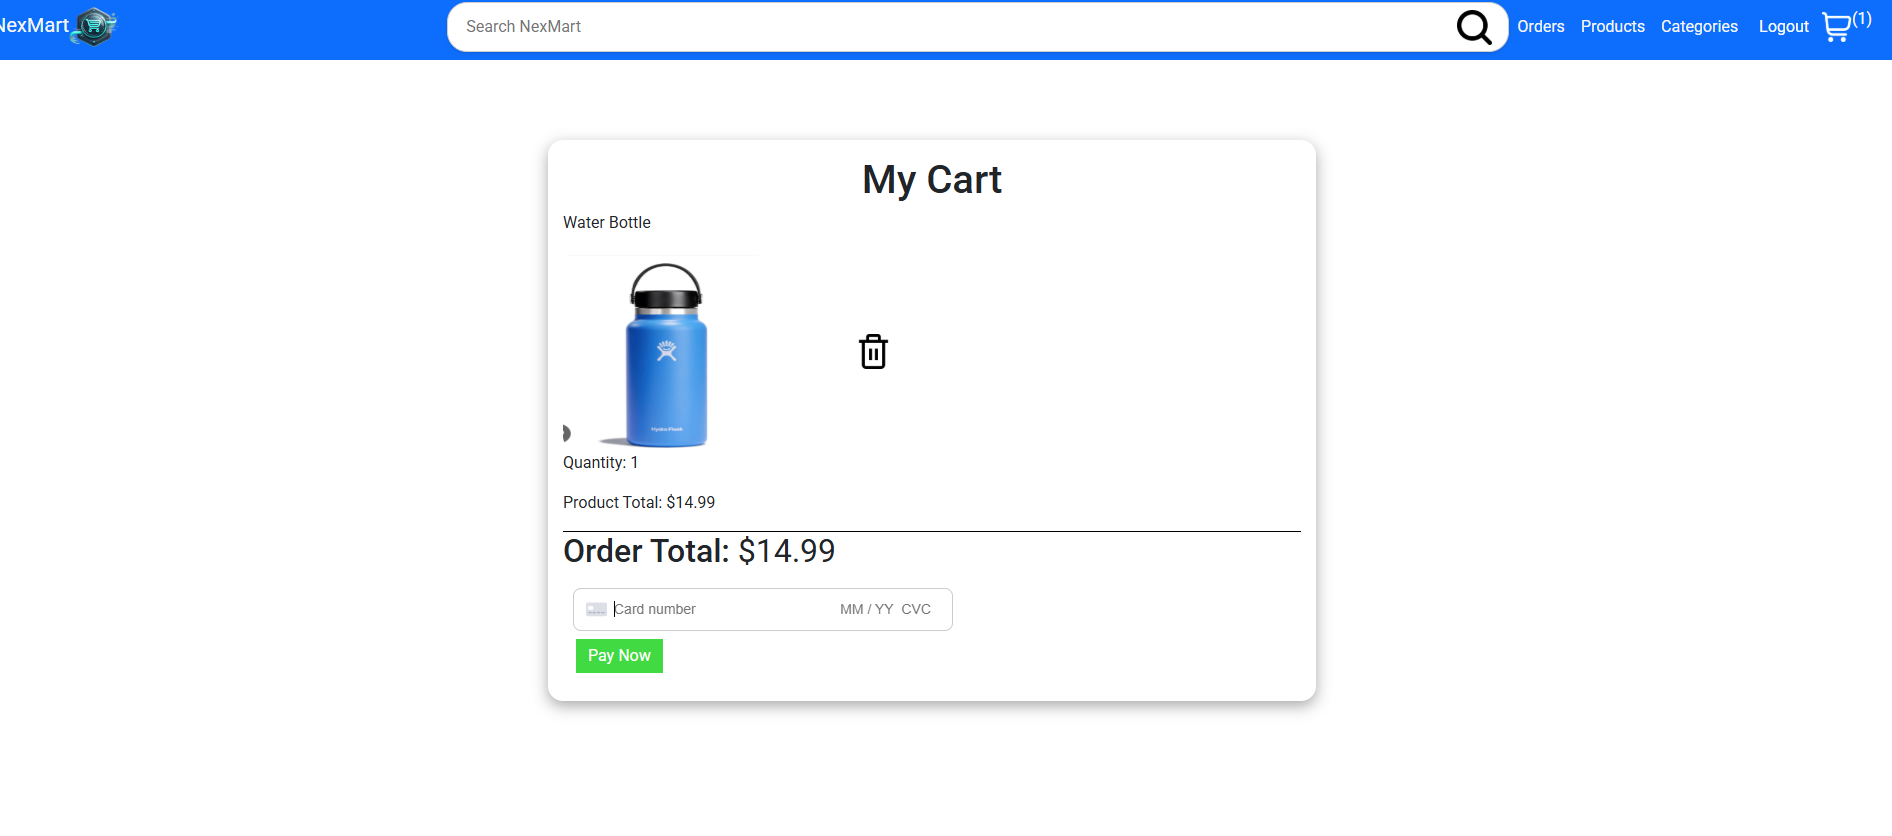 NexMart
Search NexMart
Orders Products Categories Logout (1)
My Cart
Water Bottle
Hydro Flask
Quantity: 1
Product Total: $14.99
Order Total: $14.99
Card number MM / YY CVC
Pay Now